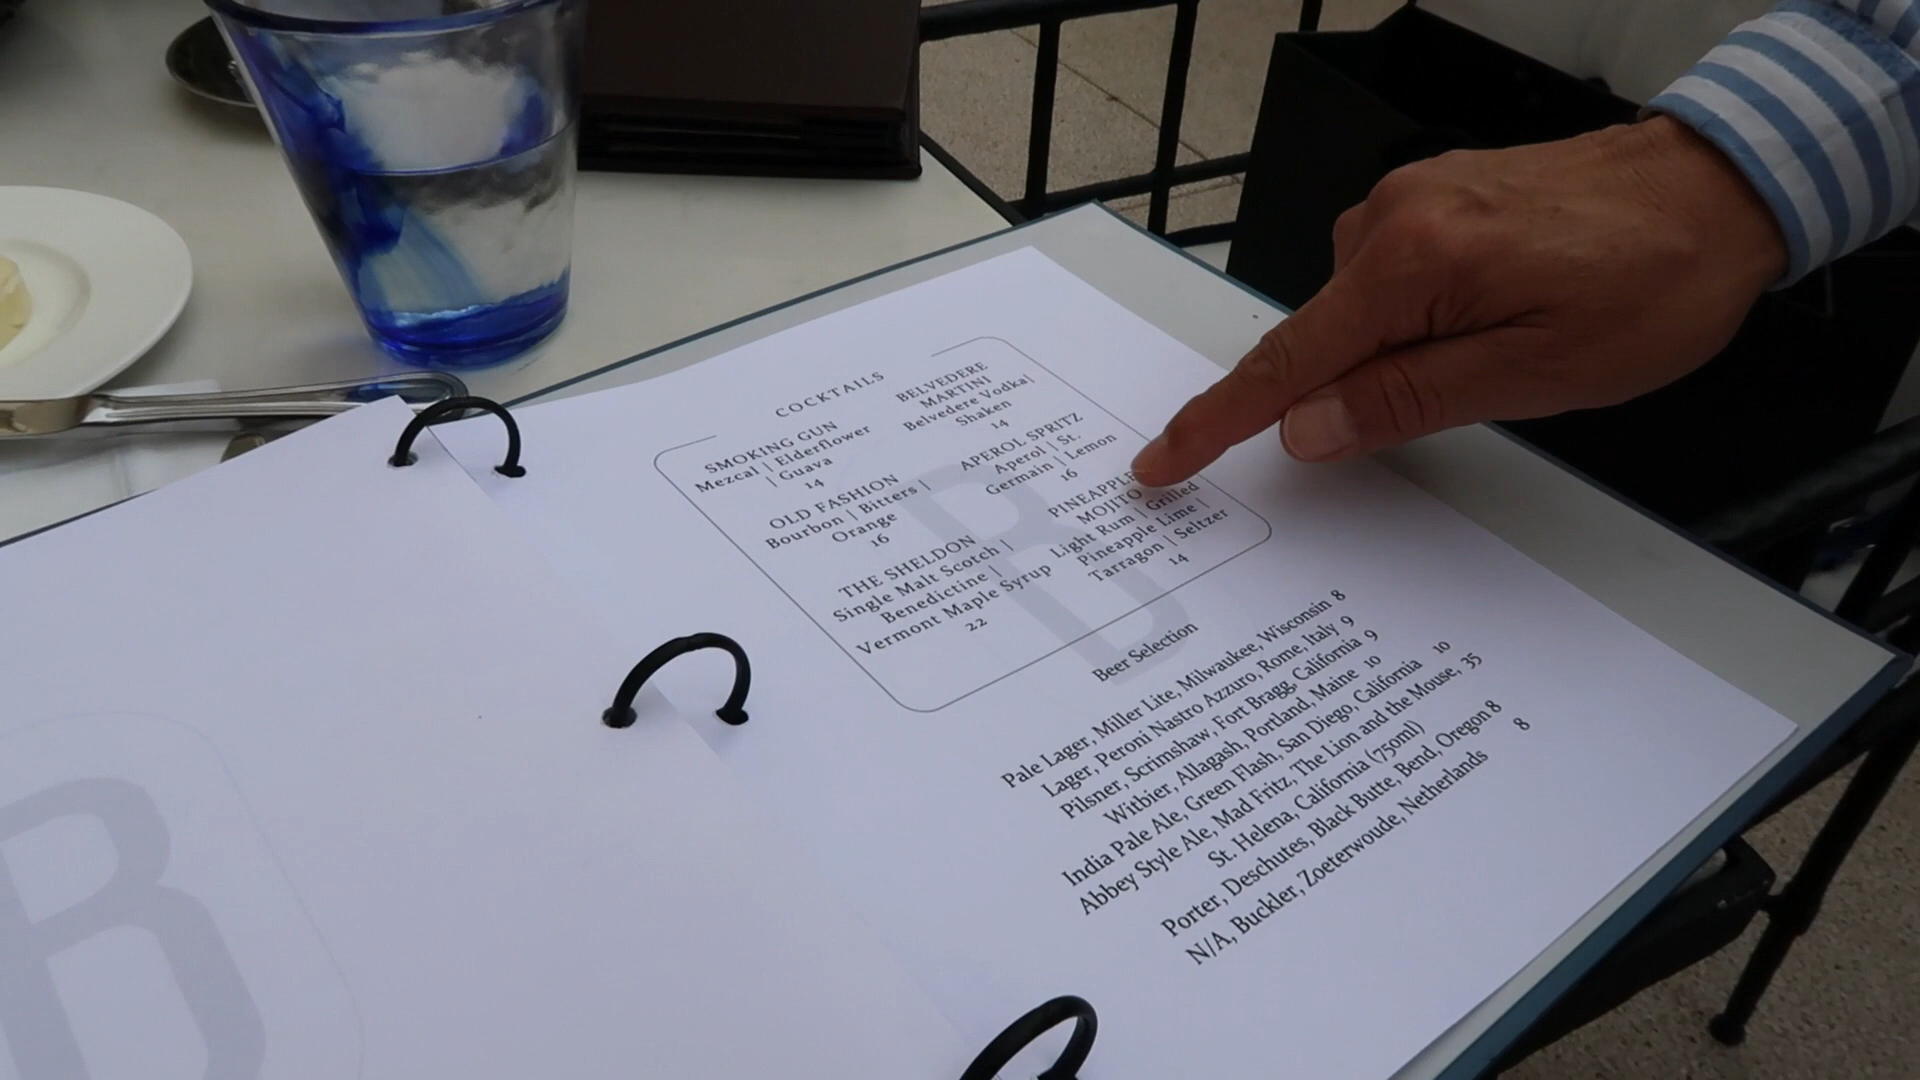 COCKTAILS
SMOKING GUN
Mezcal | Elderflower
| Guava
14
OLD FASHION
Bourbon | Bitters |
Orange
16
THE SHELDON
Single Malt Scotch |
Benedictine |
Vermont Maple Syrup
22
BELVEDERE
MARTINI
Belvedere Vodka|
Shaken
14
APEROL SPRITZ
Aperol | St.
Germain | Lemon
16
PINEAPPLE
MOJITO
Light Rum | Grilled
Pineapple Lime |
Tarragon | Seltzer
14
Beer Selection
Pale Lager, Miller Lite, Milwaukee, Wisconsin 8
Lager, Peroni Nastro Azzuro, Rome, Italy 9
Pilsner, Scrimshaw, Fort Bragg, California 9
Witbier, Allagash, Portland, Maine 10
India Pale Ale, Green Flash, San Diego, California 10
Abbey Style Ale, Mad Fritz, The Lion and the Mouse, 35
St. Helena, California (750ml)
Porter, Deschutes, Black Butte, Bend, Oregon 8
N/A, Buckler, Zoeterwoude, Netherlands 8
B
B